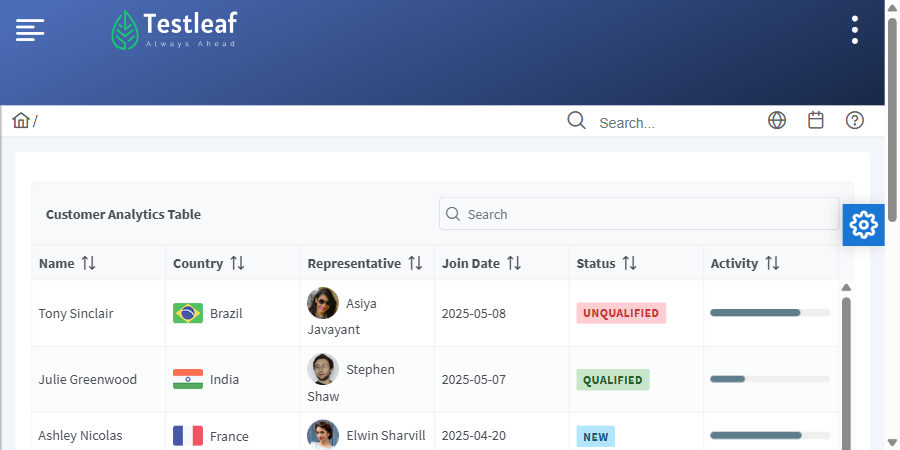 Testleaf
Always Ahead
/
Search...
Customer Analytics Table
Search
Name Country Representative Join Date Status Activity
Tony Sinclair Brazil Asiya Javayant 2025-05-08 UNQUALIFIED
Julie Greenwood India Stephen Shaw 2025-05-07 QUALIFIED
Ashley Nicolas France Elwin Sharvill 2025-04-20 NEW